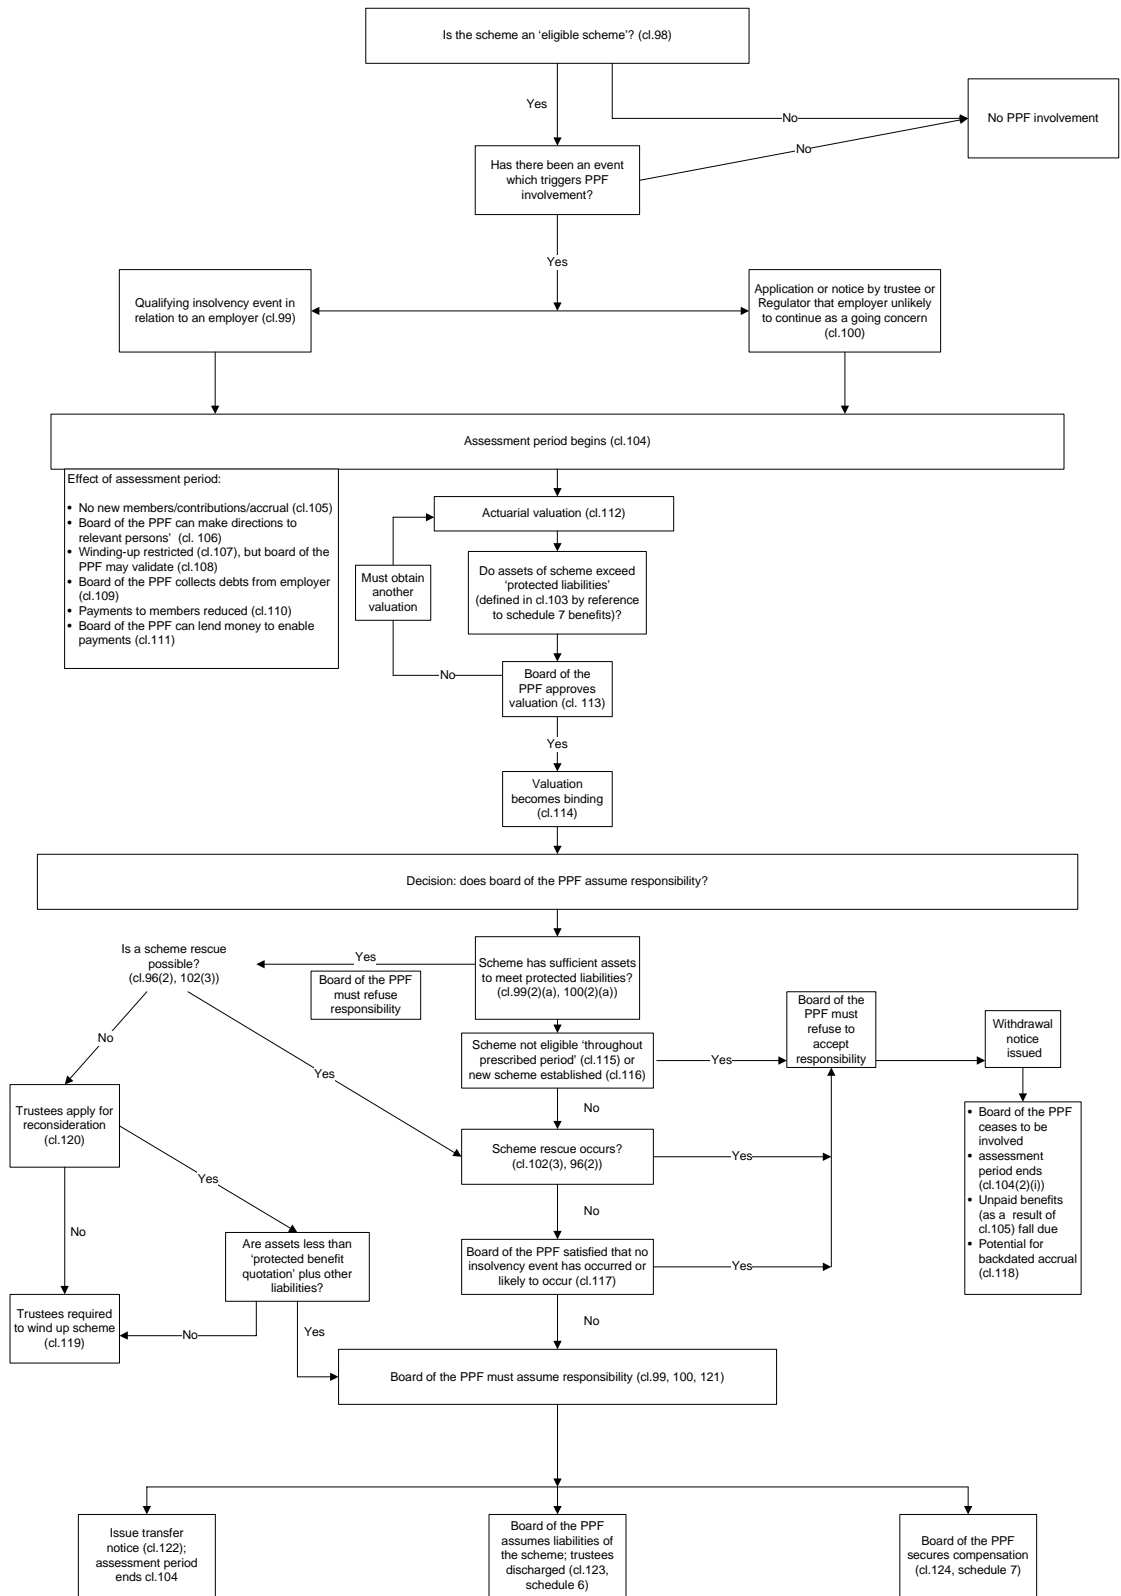 Is the scheme an 'eligible scheme'? (cl.98)
Yes
No
No PPF involvement
No
Has there been an event
which triggers PPF
involvement?
Yes
Qualifying insolvency event in
relation to an employer (cl.99)
Application or notice by trustee or
Regulator that employer unlikely
to continue as a going concern
(cl.100)
Assessment period begins (cl.104)
Effect of assessment period:
• No new members/contributions/accrual (cl.105)
• Board of the PPF can make directions to
relevant persons' (cl. 106)
• Winding-up restricted (cl.107), but board of the
PPF may validate (cl.108)
• Board of the PPF collects debts from employer
(cl.109)
• Payments to members reduced (cl.110)
• Board of the PPF can lend money to enable
payments (cl.111)
Actuarial valuation (cl.112)
Must obtain
another
valuation
Do assets of scheme exceed
'protected liabilities'
(defined in cl.103 by reference
to schedule 7 benefits)?
No
Board of the
PPF approves
valuation (cl. 113)
Yes
Valuation
becomes binding
(cl.114)
Decision: does board of the PPF assume responsibility?
Is a scheme rescue
possible?
(cl.96(2), 102(3))
Yes
Board of the PPF
must refuse
responsibility
Scheme has sufficient assets
to meet protected liabilities?
(cl.99(2)(a), 100(2)(a))
Board of the
PPF must
refuse to
accept
responsibility
Withdrawal
notice
issued
No
Yes
Scheme not eligible 'throughout
prescribed period' (cl.115) or
new scheme established (cl.116)
Yes
No
Trustees apply for
reconsideration
(cl.120)
Scheme rescue occurs?
(cl.102(3), 96(2))
Yes
• Board of the PPF
ceases to be
involved
• assessment
period ends
(cl.104(2)(i))
• Unpaid benefits
(as a result of
cl.105) fall due
• Potential for
backdated accrual
(cl.118)
Yes
No
No
Are assets less than
'protected benefit
quotation' plus other
liabilities?
Board of the PPF satisfied that no
insolvency event has occurred or
likely to occur (cl.117)
Yes
Trustees required
to wind up scheme
(cl.119)
No
Yes
No
Board of the PPF must assume responsibility (cl.99, 100, 121)
Issue transfer
notice (cl.122);
assessment period
ends cl.104
Board of the PPF
assumes liabilities of
the scheme; trustees
discharged (cl.123,
schedule 6)
Board of the PPF
secures compensation
(cl.124, schedule 7)